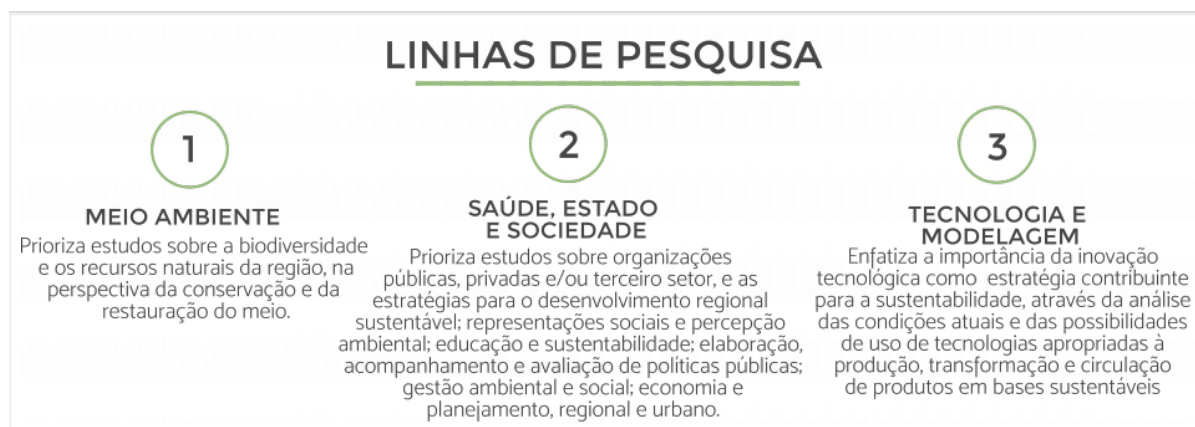 LINHAS DE PESQUISA
1
MEIO AMBIENTE
Prioriza estudos sobre a biodiversidade
e os recursos naturais da região, na
perspectiva da conservação e da
restauração do meio.
2
SAÚDE, ESTADO
E SOCIEDADE
Prioriza estudos sobre organizações
públicas, privadas e/ou terceiro setor, e as
estratégias para o desenvolvimento regional
sustentável; representações sociais e percepção
ambiental; educação e sustentabilidade; elaboração,
acompanhamento e avaliação de políticas públicas;
gestão ambiental e social; economia e
planejamento, regional e urbano.
3
TECNOLOGIA E
MODELAGEM
Enfatiza a importância da inovação
tecnológica como estratégia contribuinte
para a sustentabilidade, através da análise
das condições atuais e das possibilidades
de uso de tecnologias apropriadas à
produção, transformação e circulação
de produtos em bases sustentáveis